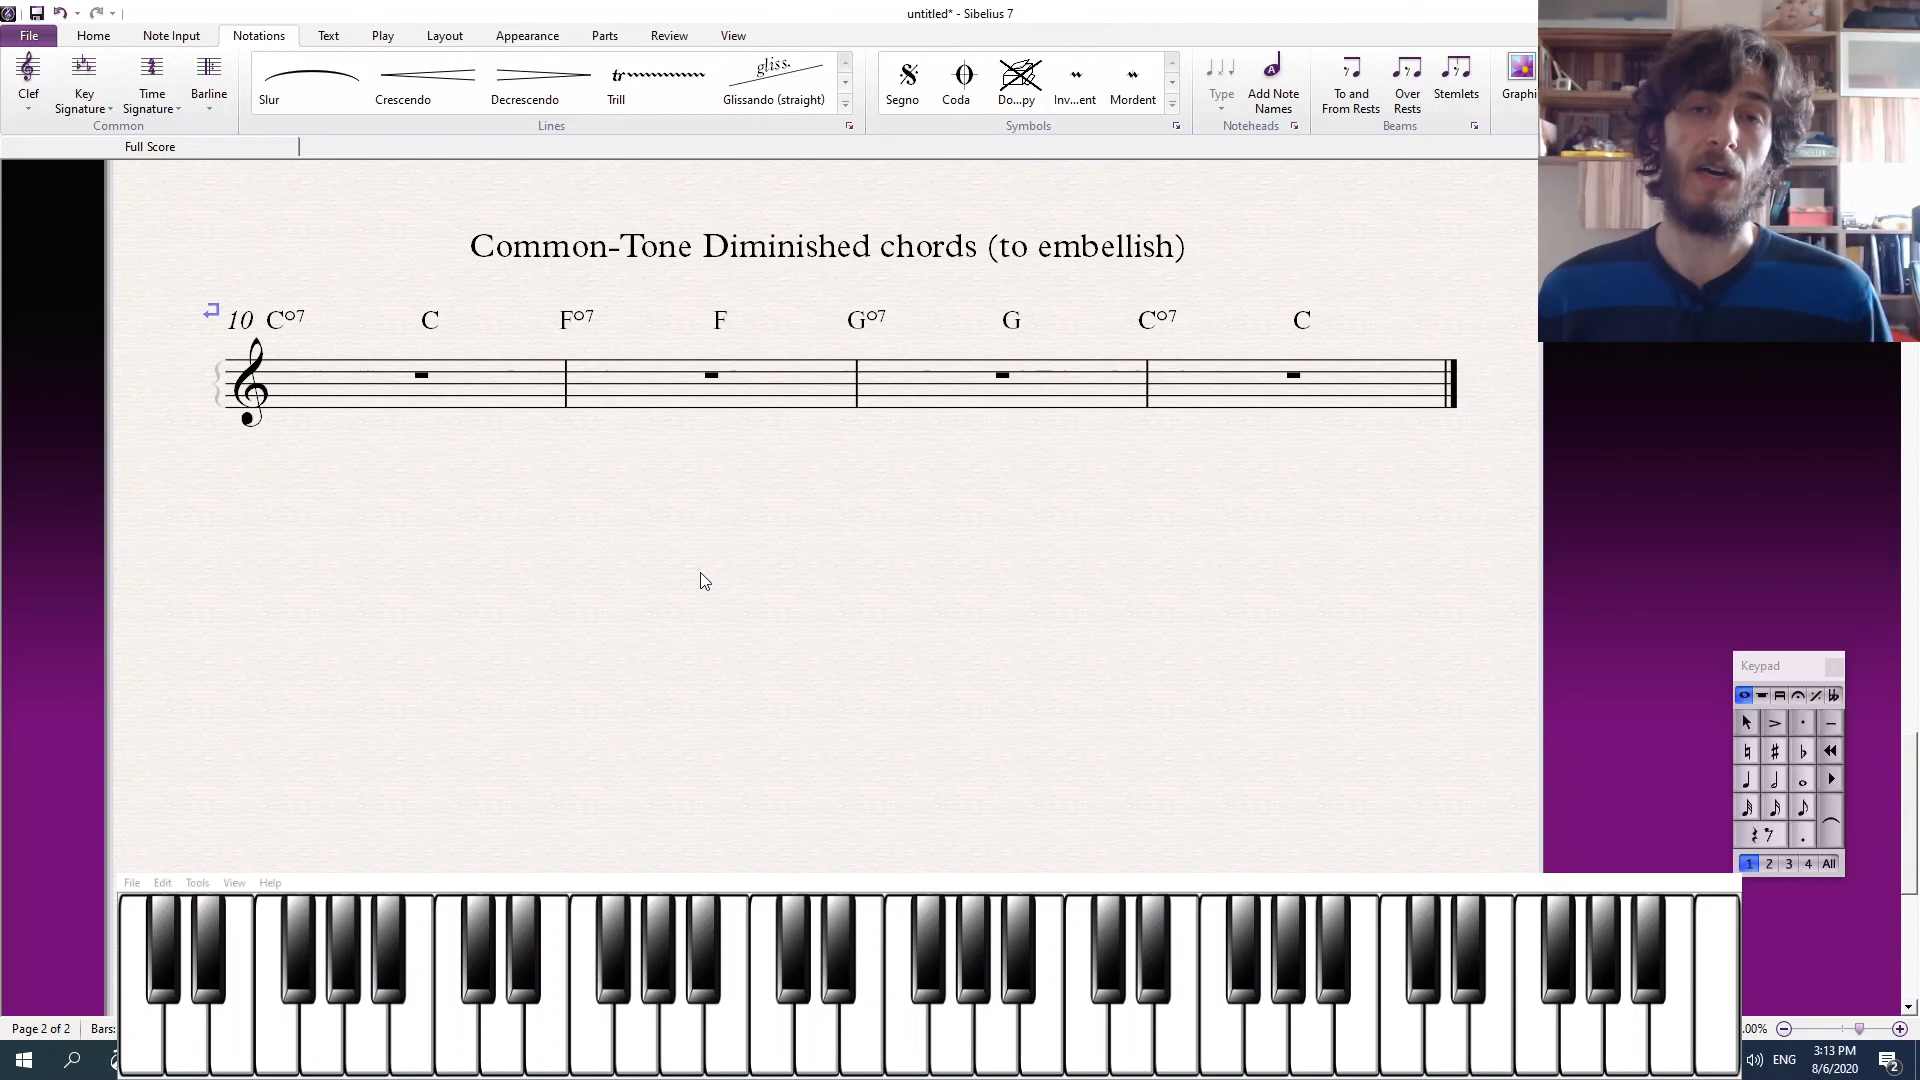 untitled* - Sibelius 7
File Home Note Input Notations Text Play Layout Appearance Parts Review View
gliss.
tr
Slur Crescendo Decrescendo Trill Glissando (straight)
Segno Coda Do...py Inv...ent Mordent
Clef Key Signature Time Signature Barline
Type Add Note Names
To and From Rests Over Rests Stemlets
Graphi
Common Lines Symbols Noteheads Beams
Full Score
Common-Tone Diminished chords (to embellish)
10 C°7 C F°7 F G°7 G C°7 C
Keypad
1 2 3 4 All
File Edit Tools View Help
Page 2 of 2 Bars:
.00%
ENG
3:13 PM
8/6/2020
2